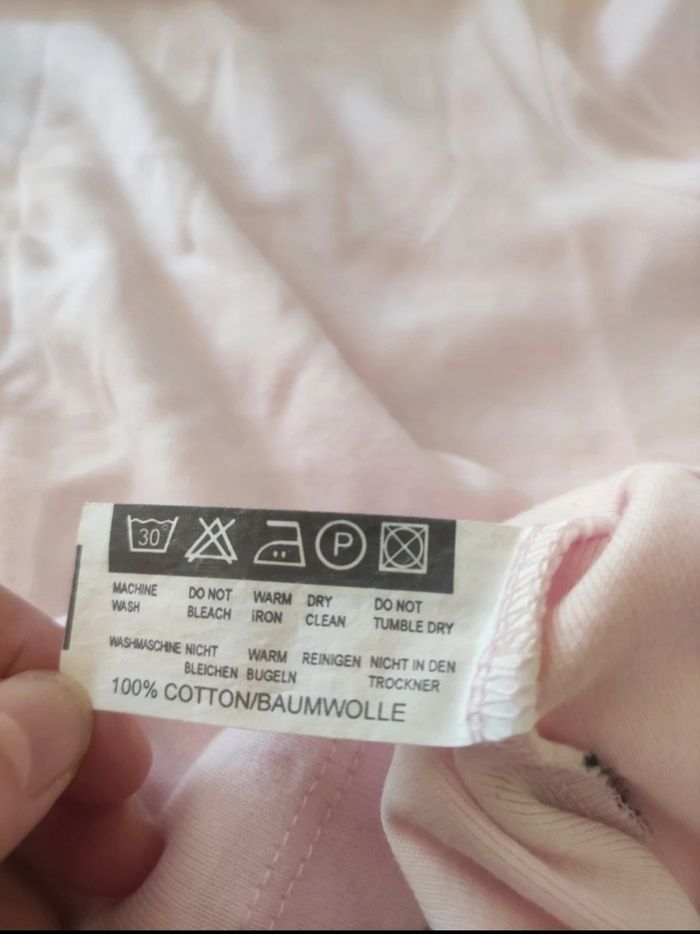 30 P
MACHINE DO NOT WARM DRY DO NOT
WASH BLEACH iRON CLEAN TUMBLE DRY
WASHMASCHINE NICHT WARM REINIGEN NICHT IN DEN
BLEICHEN BUGELN TROCKNER
100% COTTON/BAUMWOLLE